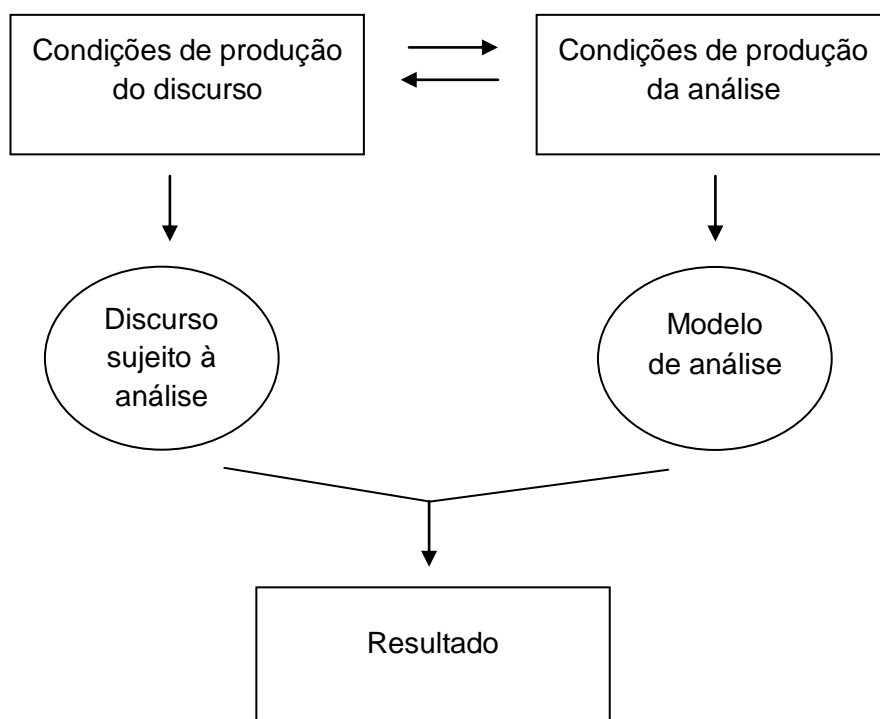 Condições de produção
do discurso
Condições de produção
da análise
Discurso
sujeito à
análise
Modelo
de análise
Resultado